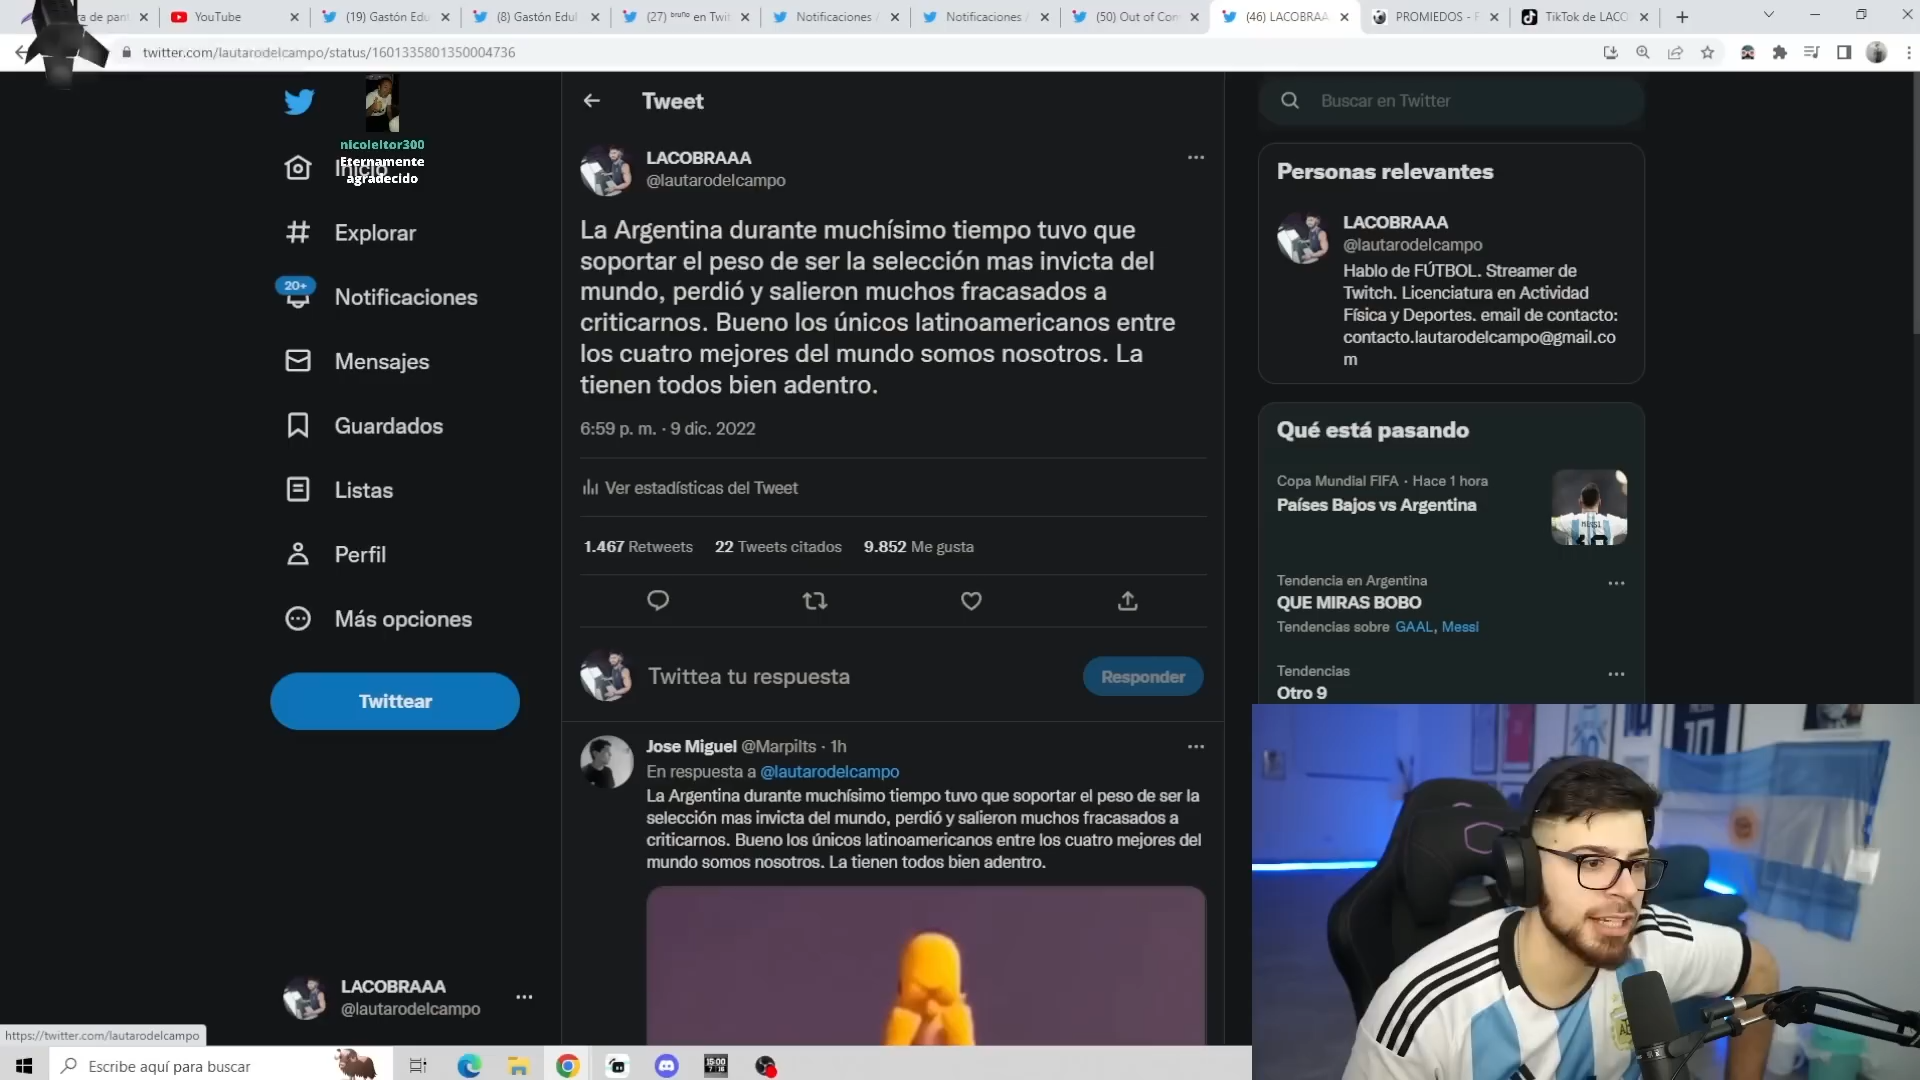 YouTube
(19) Gastón Edu
(8) Gastón Edul
(27) bruño en Twit
Notificaciones /
Notificaciones /
(50) Out of Con
(46) LACOBRAA
PROMIEDOS - F
TikTok de LACO
twitter.com/lautarodelcampo/status/1601335801350004736
nicoleitor300
Eternamente
agradecido
Inicio
Explorar
20+
Notificaciones
Mensajes
Guardados
Listas
Perfil
Más opciones
Twittear
LACOBRAAA
@lautarodelcampo
https://twitter.com/lautarodelcampo
Tweet
LACOBRAAA
@lautarodelcampo
La Argentina durante muchísimo tiempo tuvo que
soportar el peso de ser la selección mas invicta del
mundo, perdió y salieron muchos fracasados a
criticarnos. Bueno los únicos latinoamericanos entre
los cuatro mejores del mundo somos nosotros. La
tienen todos bien adentro.
6:59 p. m. · 9 dic. 2022
Ver estadísticas del Tweet
1.467 Retweets 22 Tweets citados 9.852 Me gusta
Twittea tu respuesta
Responder
Jose Miguel @Marpilts · 1h
En respuesta a @lautarodelcampo
La Argentina durante muchísimo tiempo tuvo que soportar el peso de ser la
selección mas invicta del mundo, perdió y salieron muchos fracasados a
criticarnos. Bueno los únicos latinoamericanos entre los cuatro mejores del
mundo somos nosotros. La tienen todos bien adentro.
Buscar en Twitter
Personas relevantes
LACOBRAAA
@lautarodelcampo
Hablo de FÚTBOL. Streamer de
Twitch. Licenciatura en Actividad
Física y Deportes. email de contacto:
contacto.lautarodelcampo@gmail.co
m
Qué está pasando
Copa Mundial FIFA · Hace 1 hora
Países Bajos vs Argentina
MESSI
10
Tendencia en Argentina
QUE MIRAS BOBO
Tendencias sobre GAAL, Messi
Tendencias
Otro 9
Escribe aquí para buscar
15:00